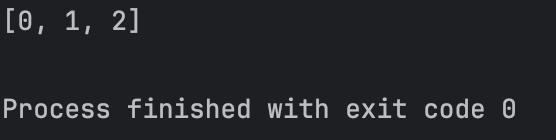 [0, 1, 2]
Process finished with exit code 0